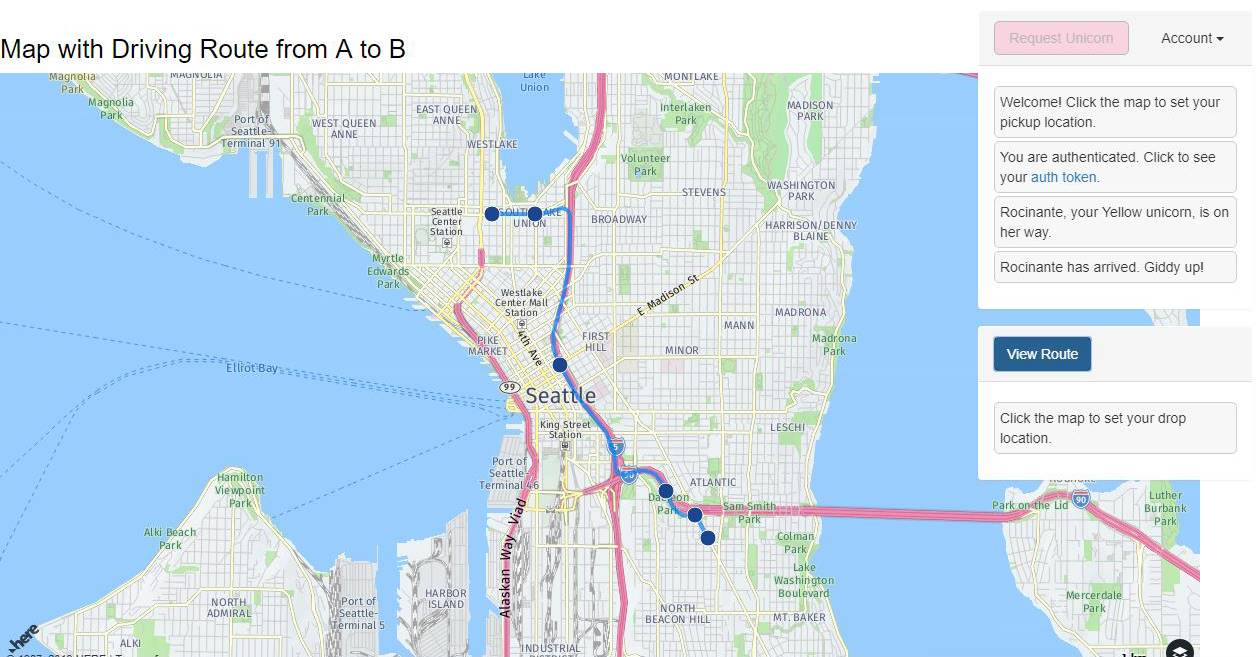 Map with Driving Route from A to B
Request Unicorn
Account
Welcome! Click the map to set your
pickup location.
You are authenticated. Click to see
your auth token.
Rocinante, your Yellow unicorn, is on
her way.
Rocinante has arrived. Giddy up!
View Route
Click the map to set your drop
location.
Magnolia
Park
MAGNOLIA
Magnolia
Park
Port of
Seattle-
Terminal 91
WEST QUEEN
ANNE
EAST QUEEN
ANNE
Lake
Union
WESTLAKE
MONTLAKE
Interlaken
Park
MADISON
PARK
Volunteer
Park
STEVENS
WASHINGTON
PARK
Centennial
Park
Seattle
Center
Station
UNION
BROADWAY
HARRISON/DENNY
BLAINE
Myrtle
Edwards
Park
Westlake
Center Mall
Station
E Madison St
4th Ave
PIKE
MARKET
FIRST
HILL
MANN
MADRONA
Madrona
Park
MINOR
Elliott Bay
99
Seattle
King Street
Station
LESCHI
5
90
Port of
Seattle-
Terminal 46
ATLANTIC
Sam Smith
Park
Park on the Lid
90
Luther
Burbank
Park
Hamilton
Viewpoint
Park
Alki Beach
Park
Alaskan Way Viad
Colman
Park
Lake
Washington
Boulevard
NORTH
ADMIRAL
Port of
Seattle-
Terminal 5
HARBOR
ISLAND
NORTH
BEACON HILL
MT. BAKER
Mercerdale
Park
ALKI
INDUSTRIAL
here